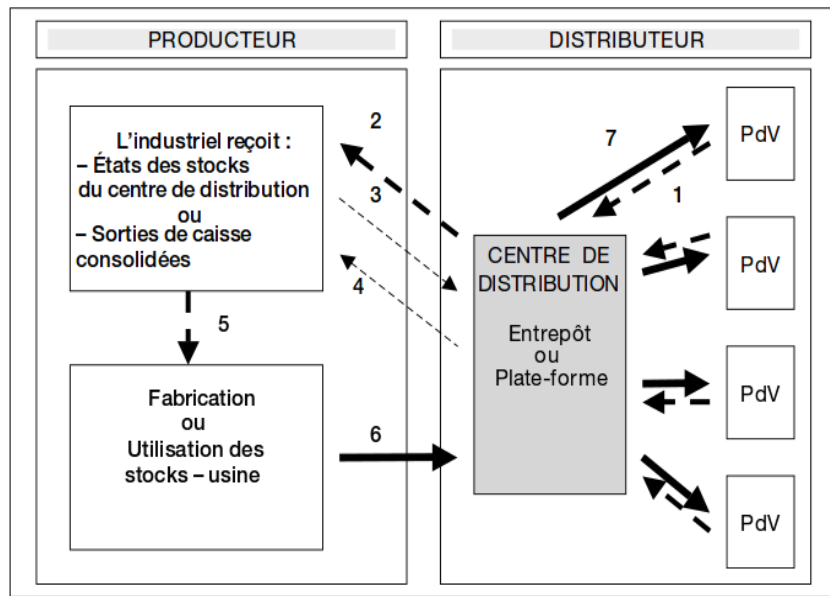 PRODUCTEUR
DISTRIBUTEUR
L'industriel reçoit :
– États des stocks
du centre de distribution
ou
– Sorties de caisse
consolidées
2
3
4
5
Fabrication
ou
Utilisation des
stocks – usine
6
7
1
CENTRE DE
DISTRIBUTION
Entrepôt
ou
Plate-forme
PdV
PdV
PdV
PdV